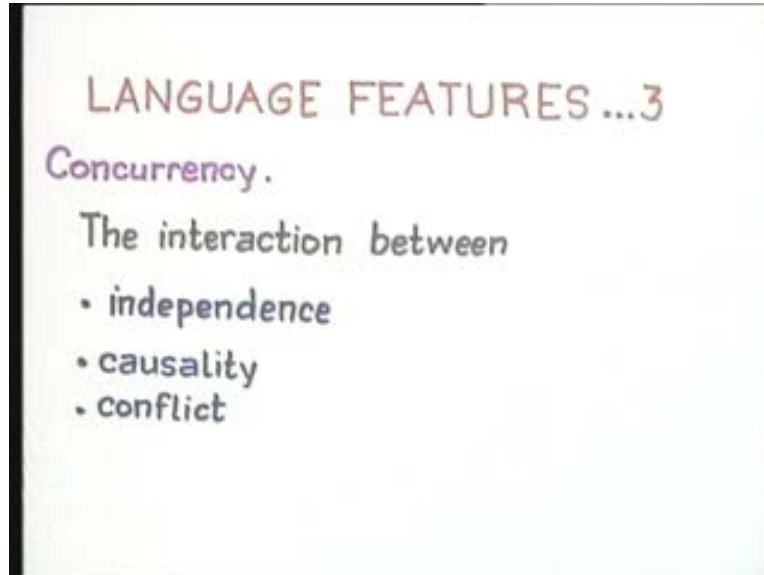 LANGUAGE FEATURES...3
Concurrency.
The interaction between
• independence
• causality
• conflict